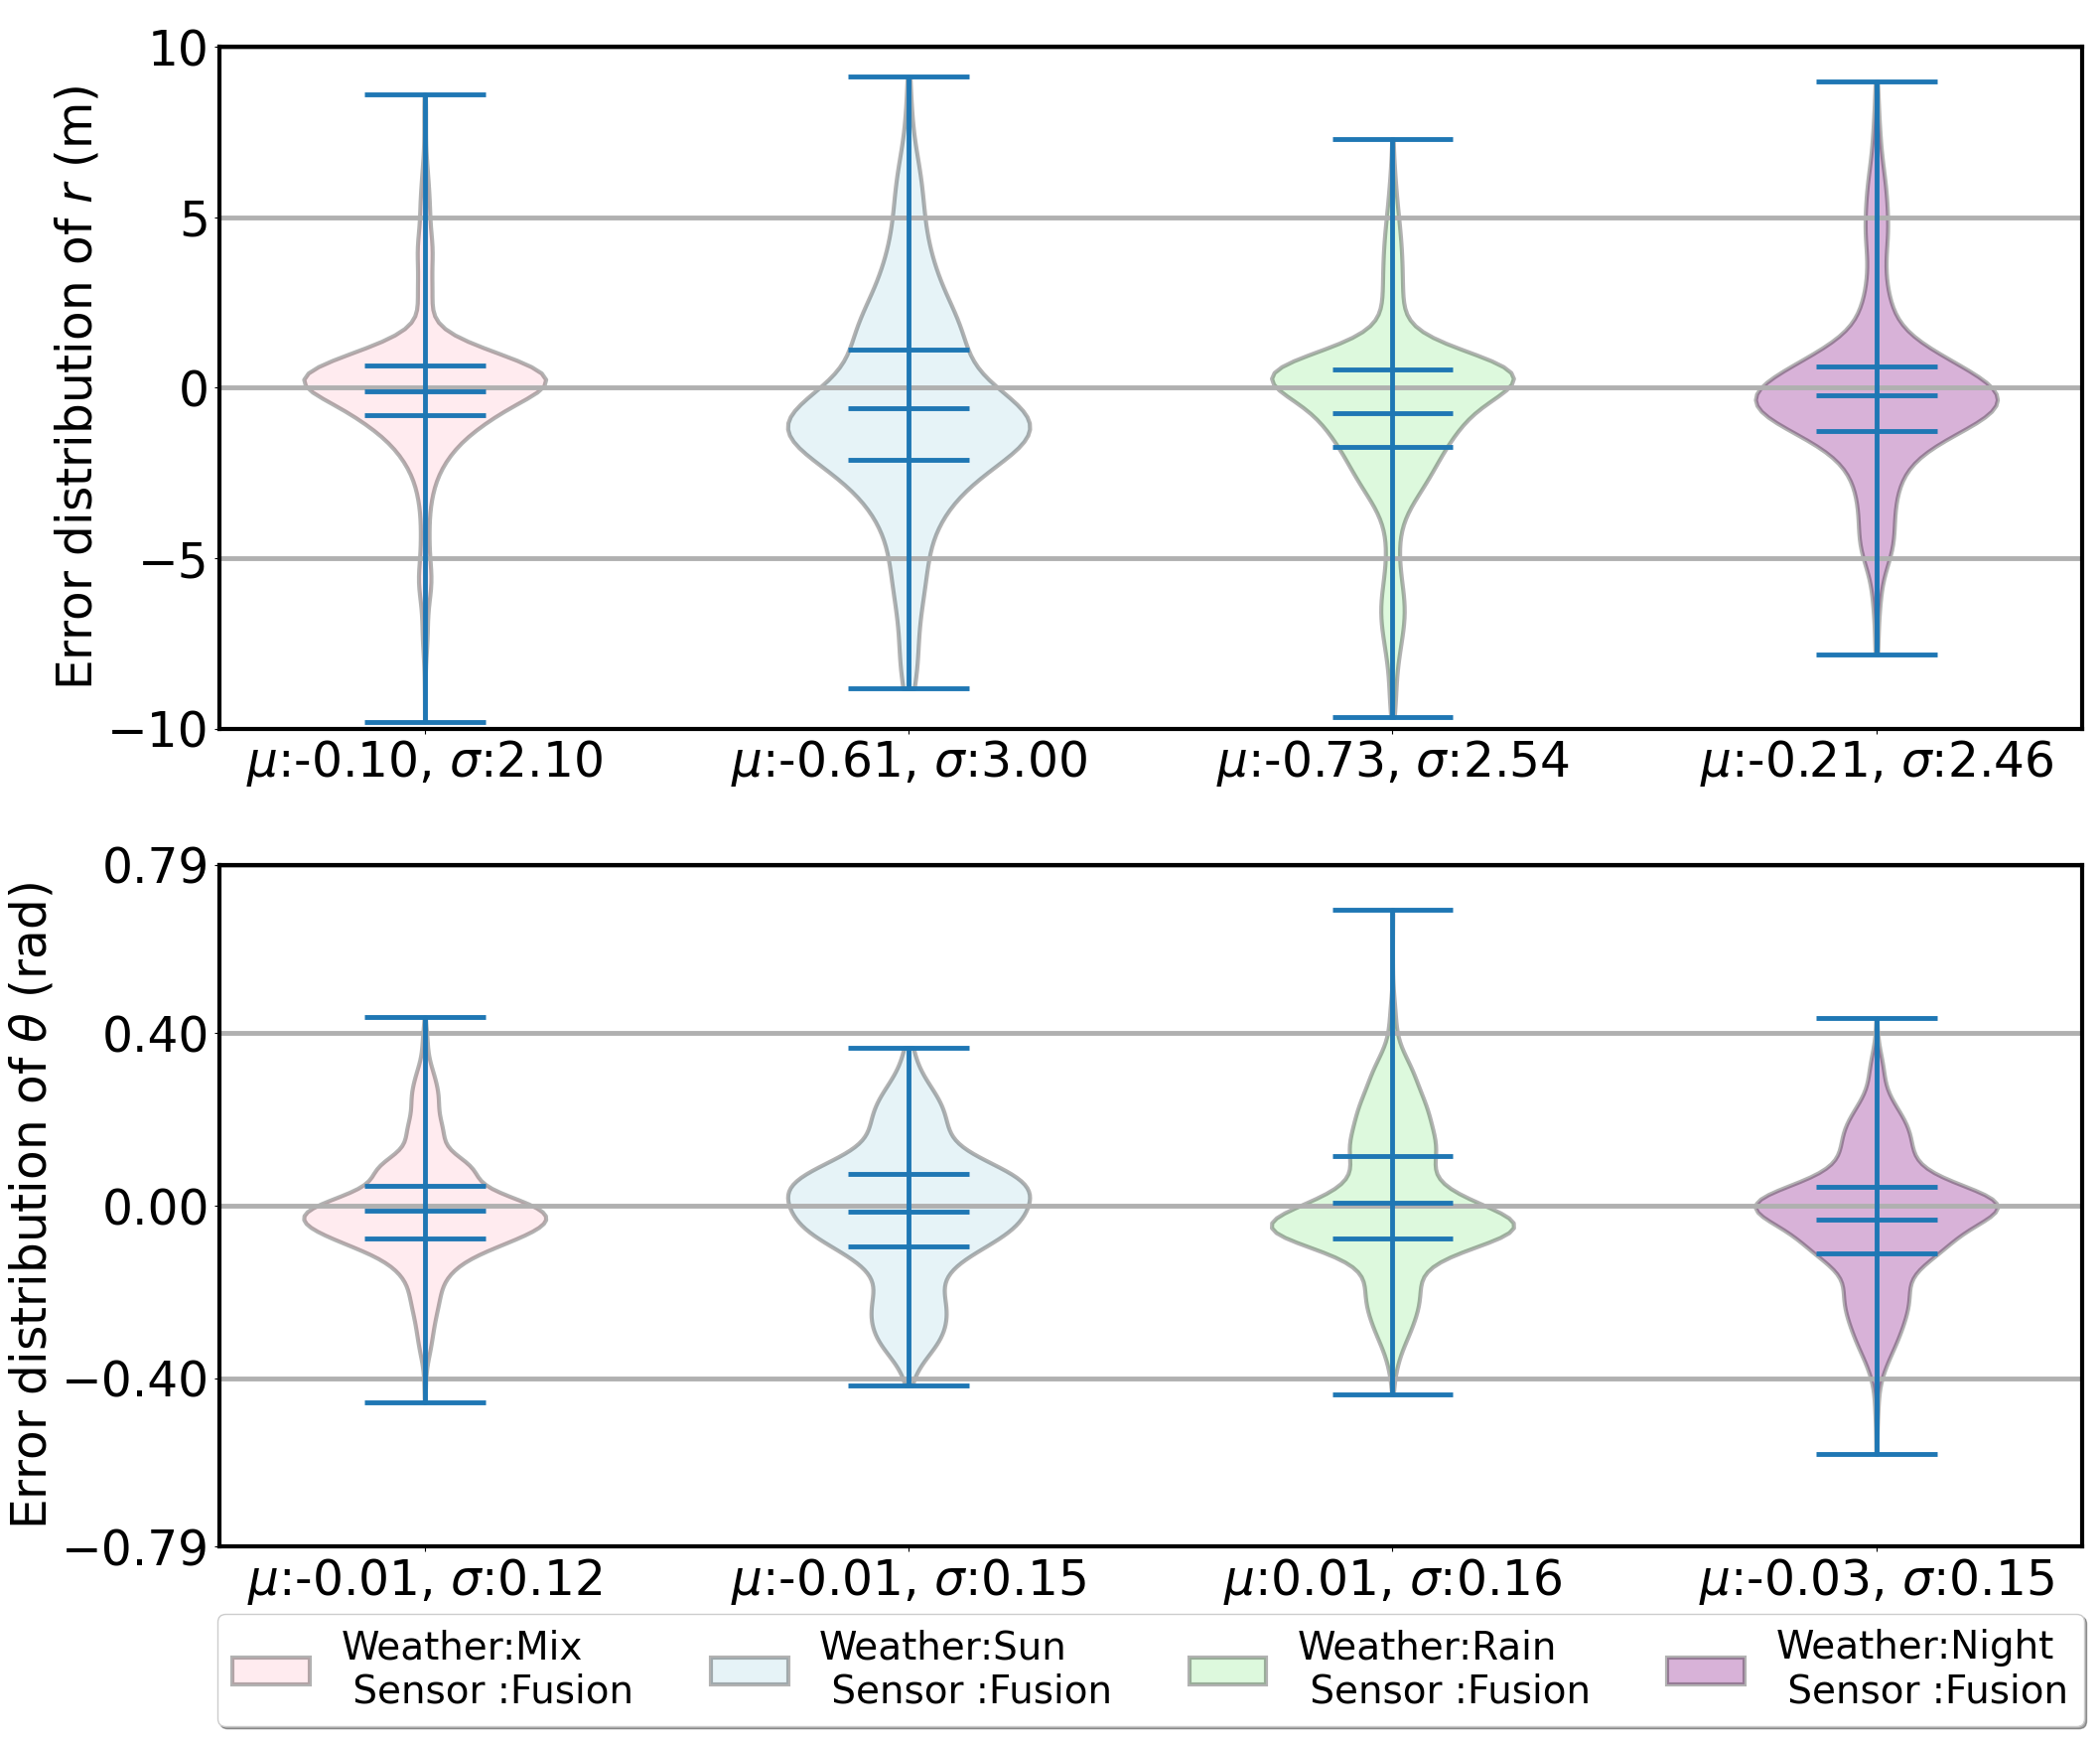 Error distribution of r (m)
10
5
0
−5
−10
μ:-0.10, σ:2.10
μ:-0.61, σ:3.00
μ:-0.73, σ:2.54
μ:-0.21, σ:2.46
Error distribution of θ (rad)
0.79
0.40
0.00
−0.40
−0.79
μ:-0.01, σ:0.12
μ:-0.01, σ:0.15
μ:0.01, σ:0.16
μ:-0.03, σ:0.15
Weather:Mix
Sensor :Fusion
Weather:Sun
Sensor :Fusion
Weather:Rain
Sensor :Fusion
Weather:Night
Sensor :Fusion